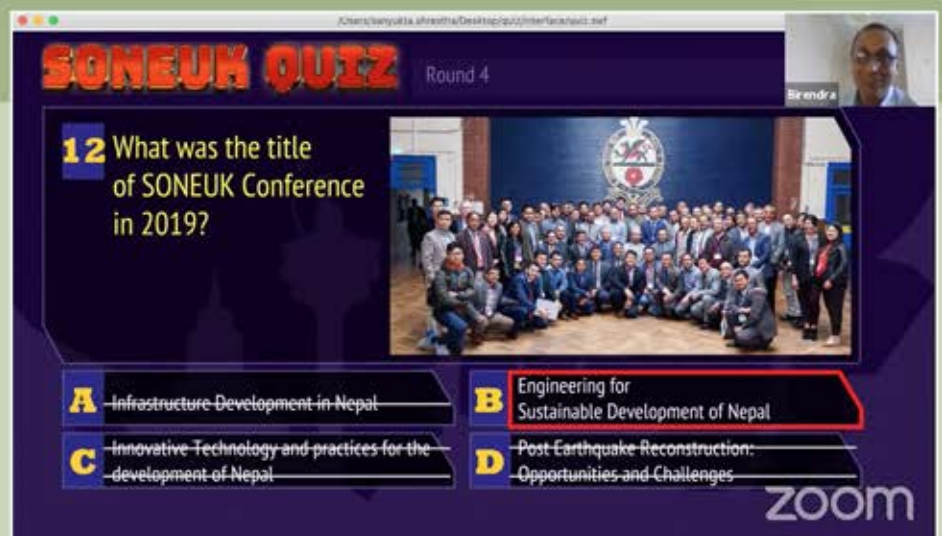 /Users/sanyukta.shrestha/Desktop/quiz/interface/quiz.swf
SONEUK QUIZ
Round 4
Birendra
12 What was the title
of SONEUK Conference
in 2019?
A Infrastructure Development in Nepal
B Engineering for
Sustainable Development of Nepal
C Innovative Technology and practices for the
development of Nepal
D Post Earthquake Reconstruction:
Opportunities and Challenges
zoom